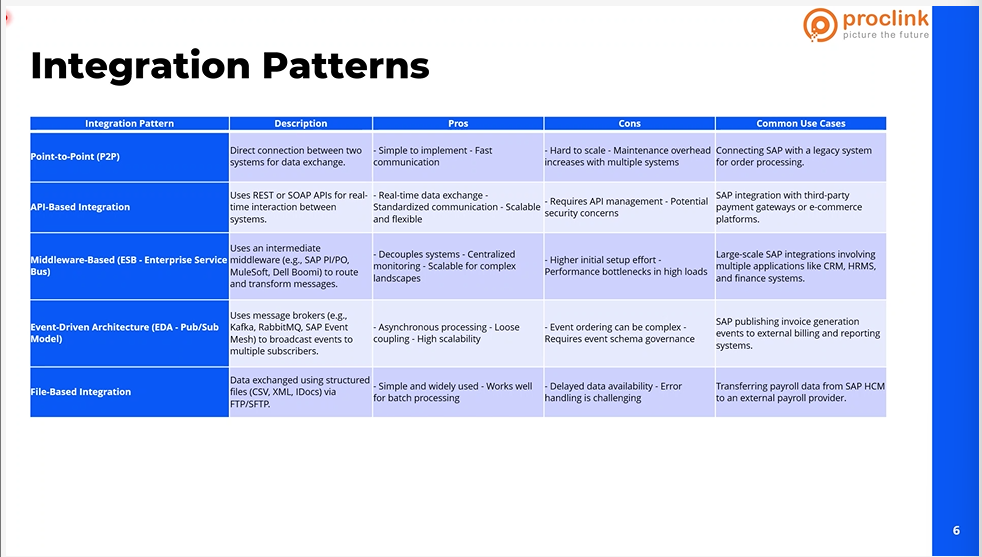 proclink
picture the future
Integration Patterns
Integration Pattern Description Pros Cons Common Use Cases
Point-to-Point (P2P)
Direct connection between two
systems for data exchange.
- Simple to implement - Fast
communication
- Hard to scale - Maintenance overhead
increases with multiple systems
Connecting SAP with a legacy system
for order processing.
API-Based Integration
Uses REST or SOAP APIs for real-
time interaction between
systems.
- Real-time data exchange -
Standardized communication - Scalable
and flexible
- Requires API management - Potential
security concerns
SAP integration with third-party
payment gateways or e-commerce
platforms.
Middleware-Based (ESB - Enterprise Service
Bus)
Uses an intermediate
middleware (e.g., SAP PI/PO,
MuleSoft, Dell Boomi) to route
and transform messages.
- Decouples systems - Centralized
monitoring - Scalable for complex
landscapes
- Higher initial setup effort -
Performance bottlenecks in high loads
Large-scale SAP integrations involving
multiple applications like CRM, HRMS,
and finance systems.
Event-Driven Architecture (EDA - Pub/Sub
Model)
Uses message brokers (e.g.,
Kafka, RabbitMQ, SAP Event
Mesh) to broadcast events to
multiple subscribers.
- Asynchronous processing - Loose
coupling - High scalability
- Event ordering can be complex -
Requires event schema governance
SAP publishing invoice generation
events to external billing and reporting
systems.
File-Based Integration
Data exchanged using structured
files (CSV, XML, IDocs) via
FTP/SFTP.
- Simple and widely used - Works well
for batch processing
- Delayed data availability - Error
handling is challenging
Transferring payroll data from SAP HCM
to an external payroll provider.
6